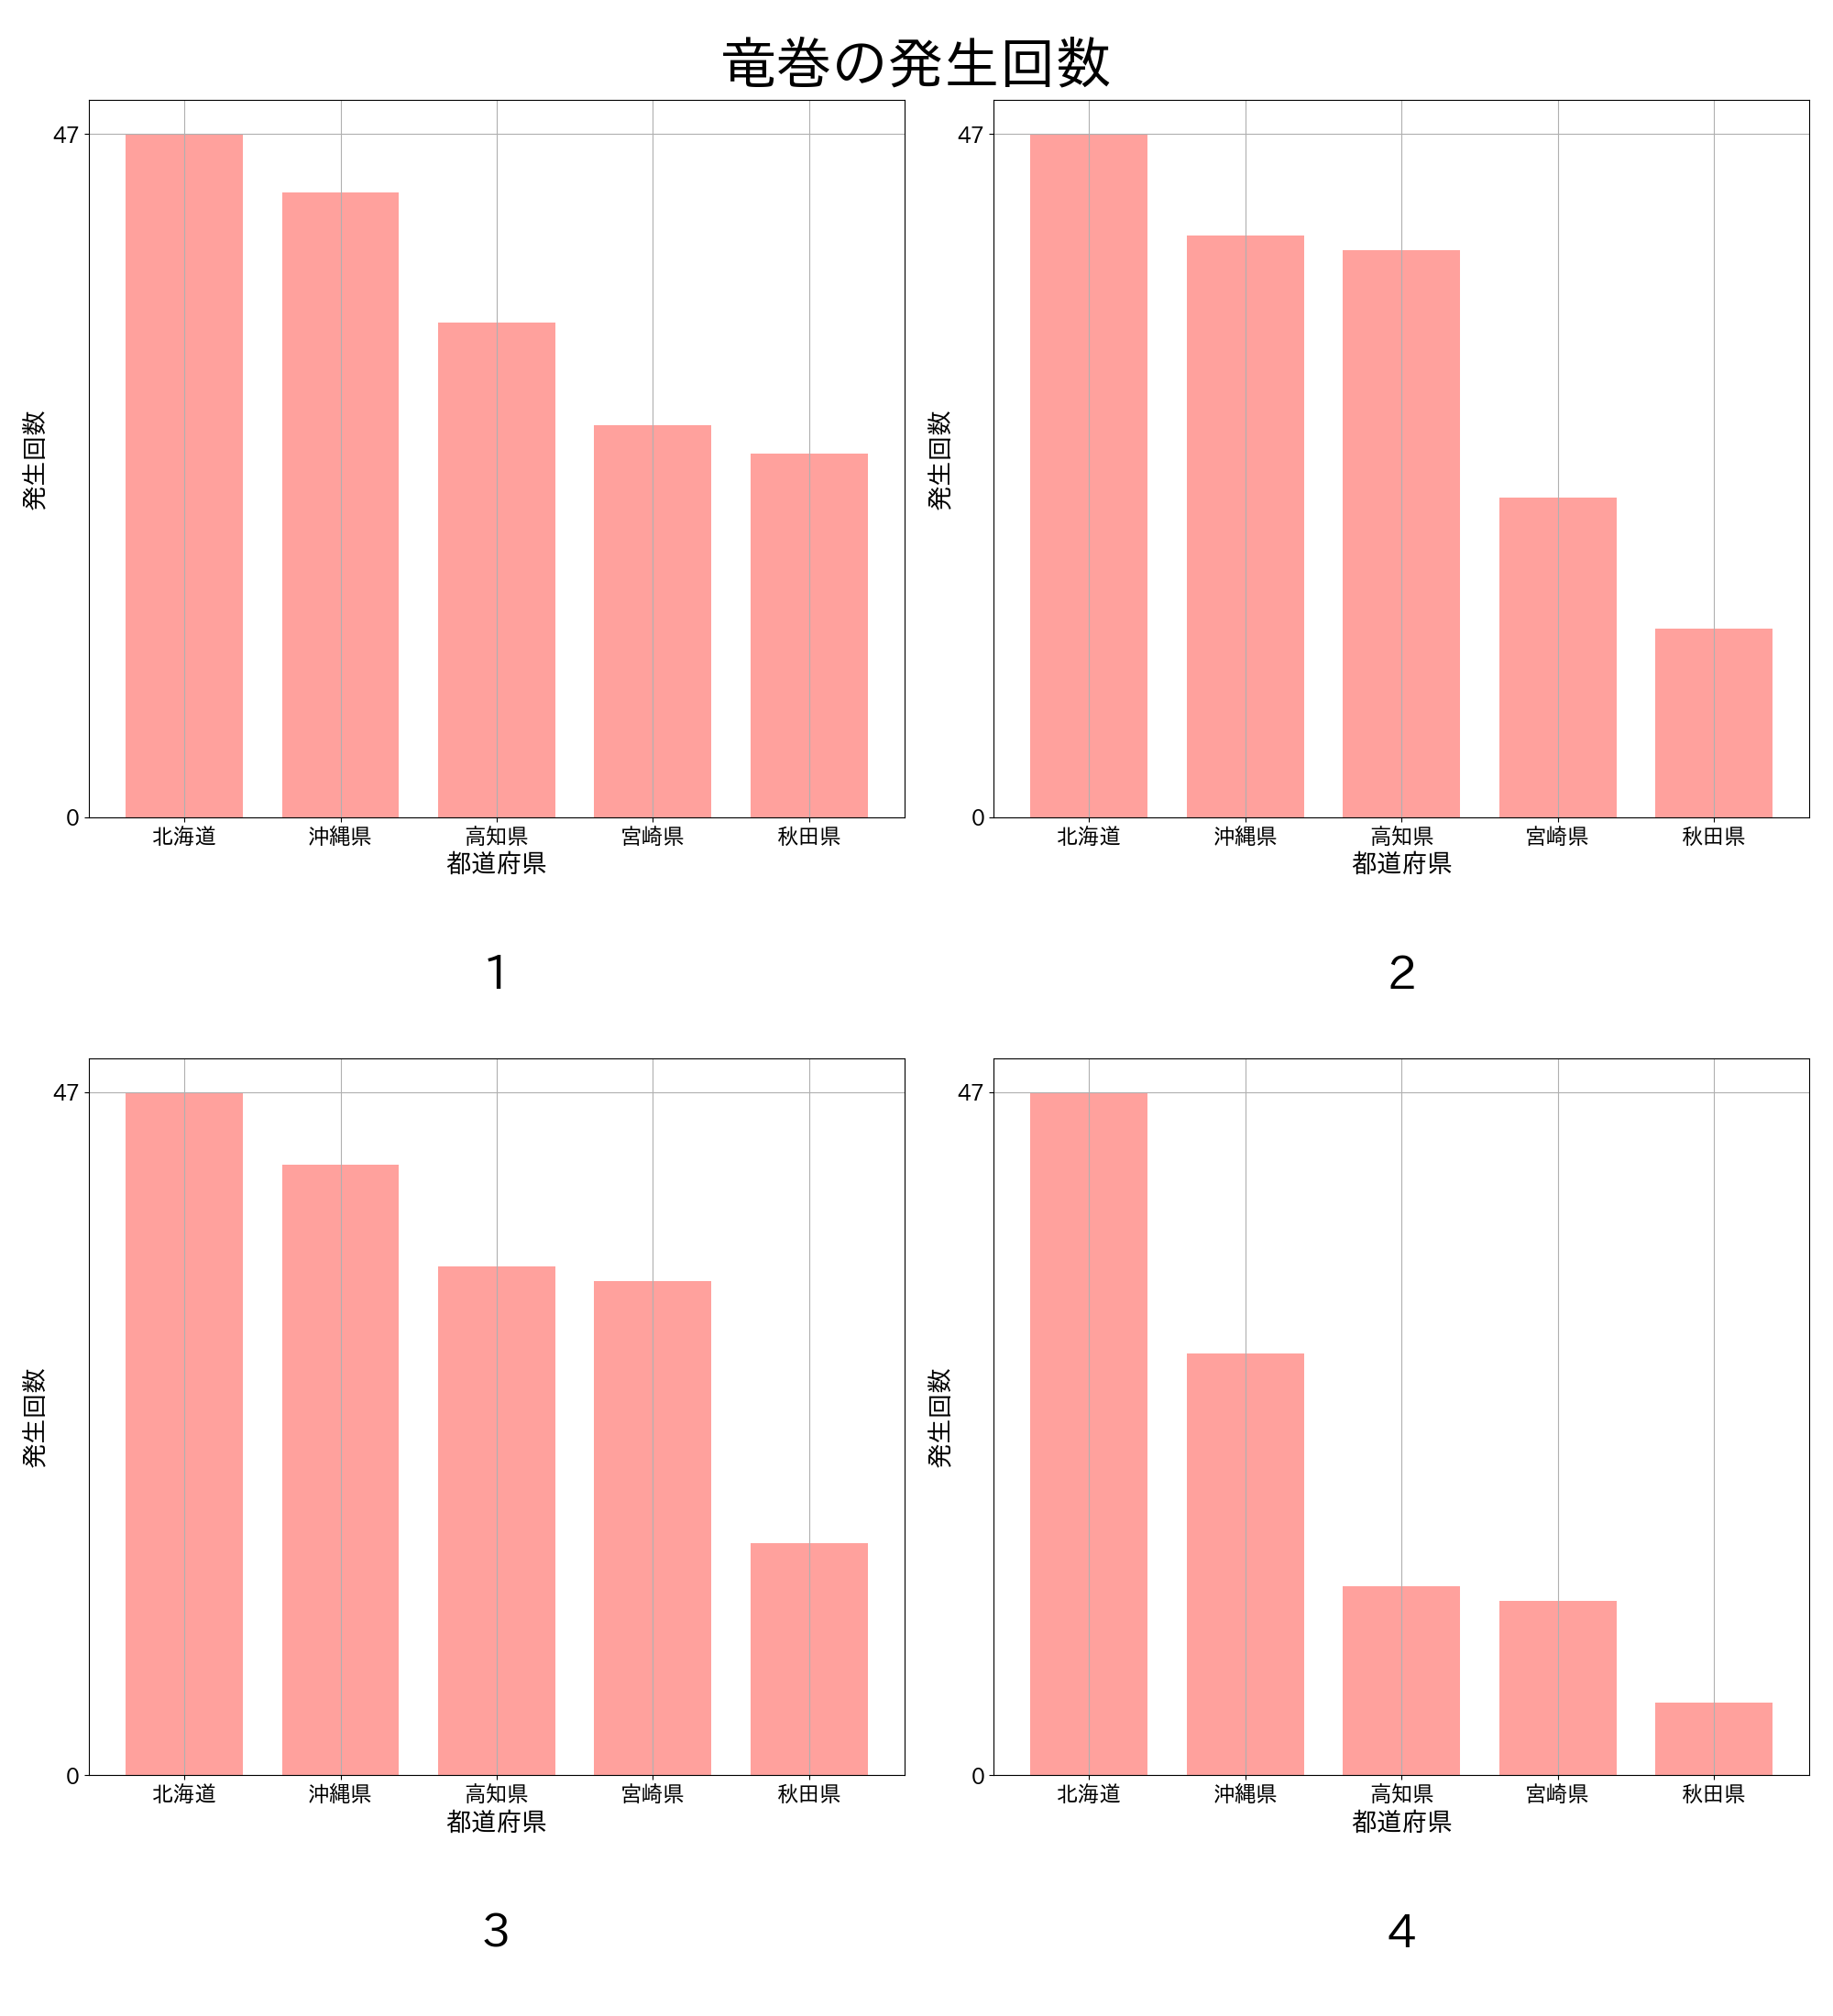 竜巻の発生回数
47
0
発生回数
北海道 沖縄県 高知県 宮崎県 秋田県
都道府県
1
47
0
発生回数
北海道 沖縄県 高知県 宮崎県 秋田県
都道府県
2
47
0
発生回数
北海道 沖縄県 高知県 宮崎県 秋田県
都道府県
3
47
0
発生回数
北海道 沖縄県 高知県 宮崎県 秋田県
都道府県
4